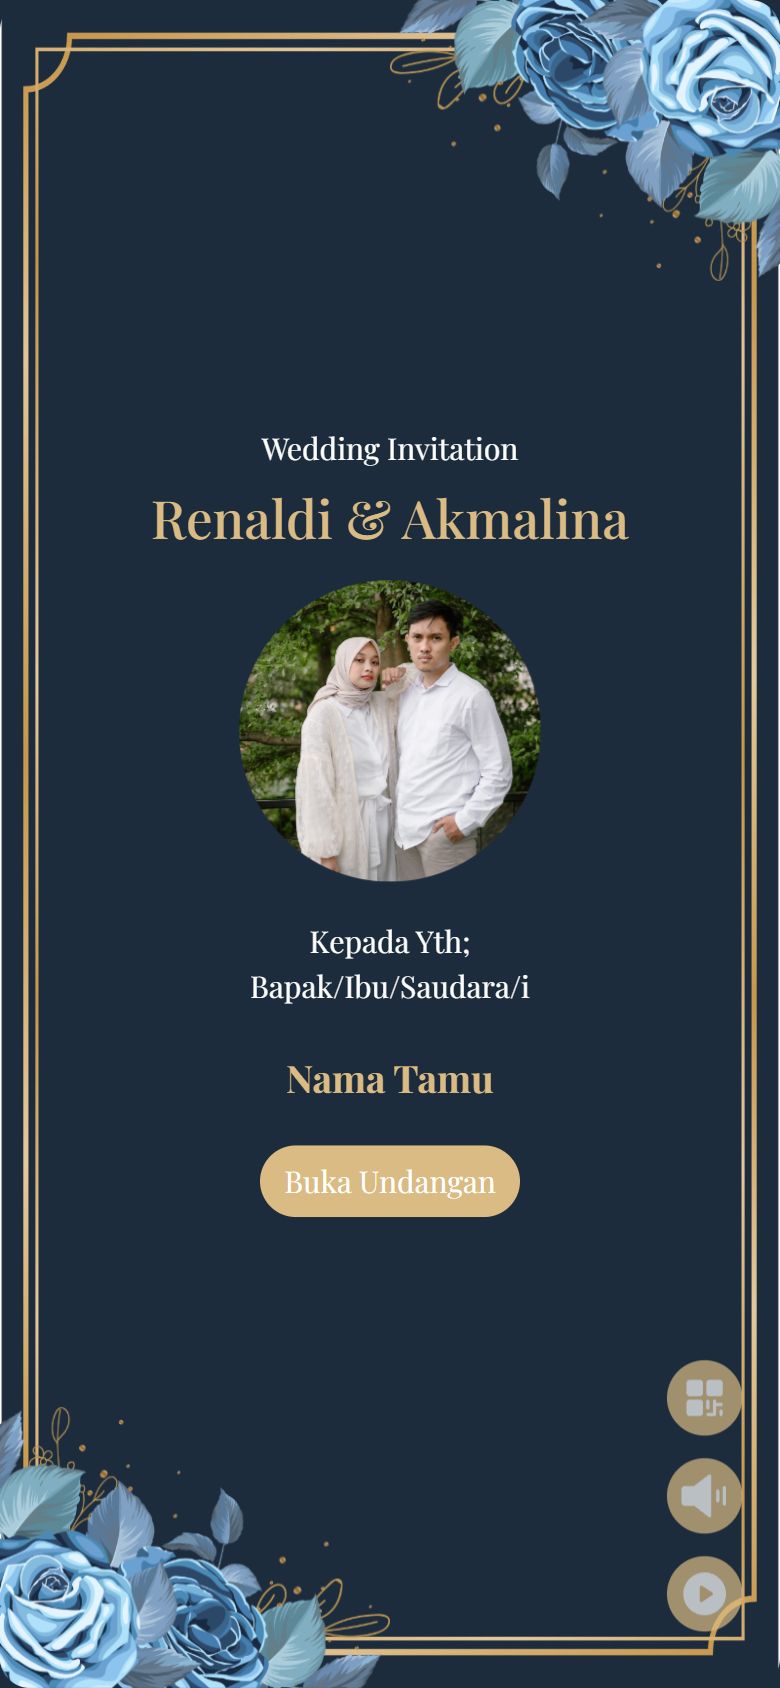 Wedding Invitation
Renaldi & Akmalina
Kepada Yth;
Bapak/Ibu/Saudara/i
Nama Tamu
Buka Undangan